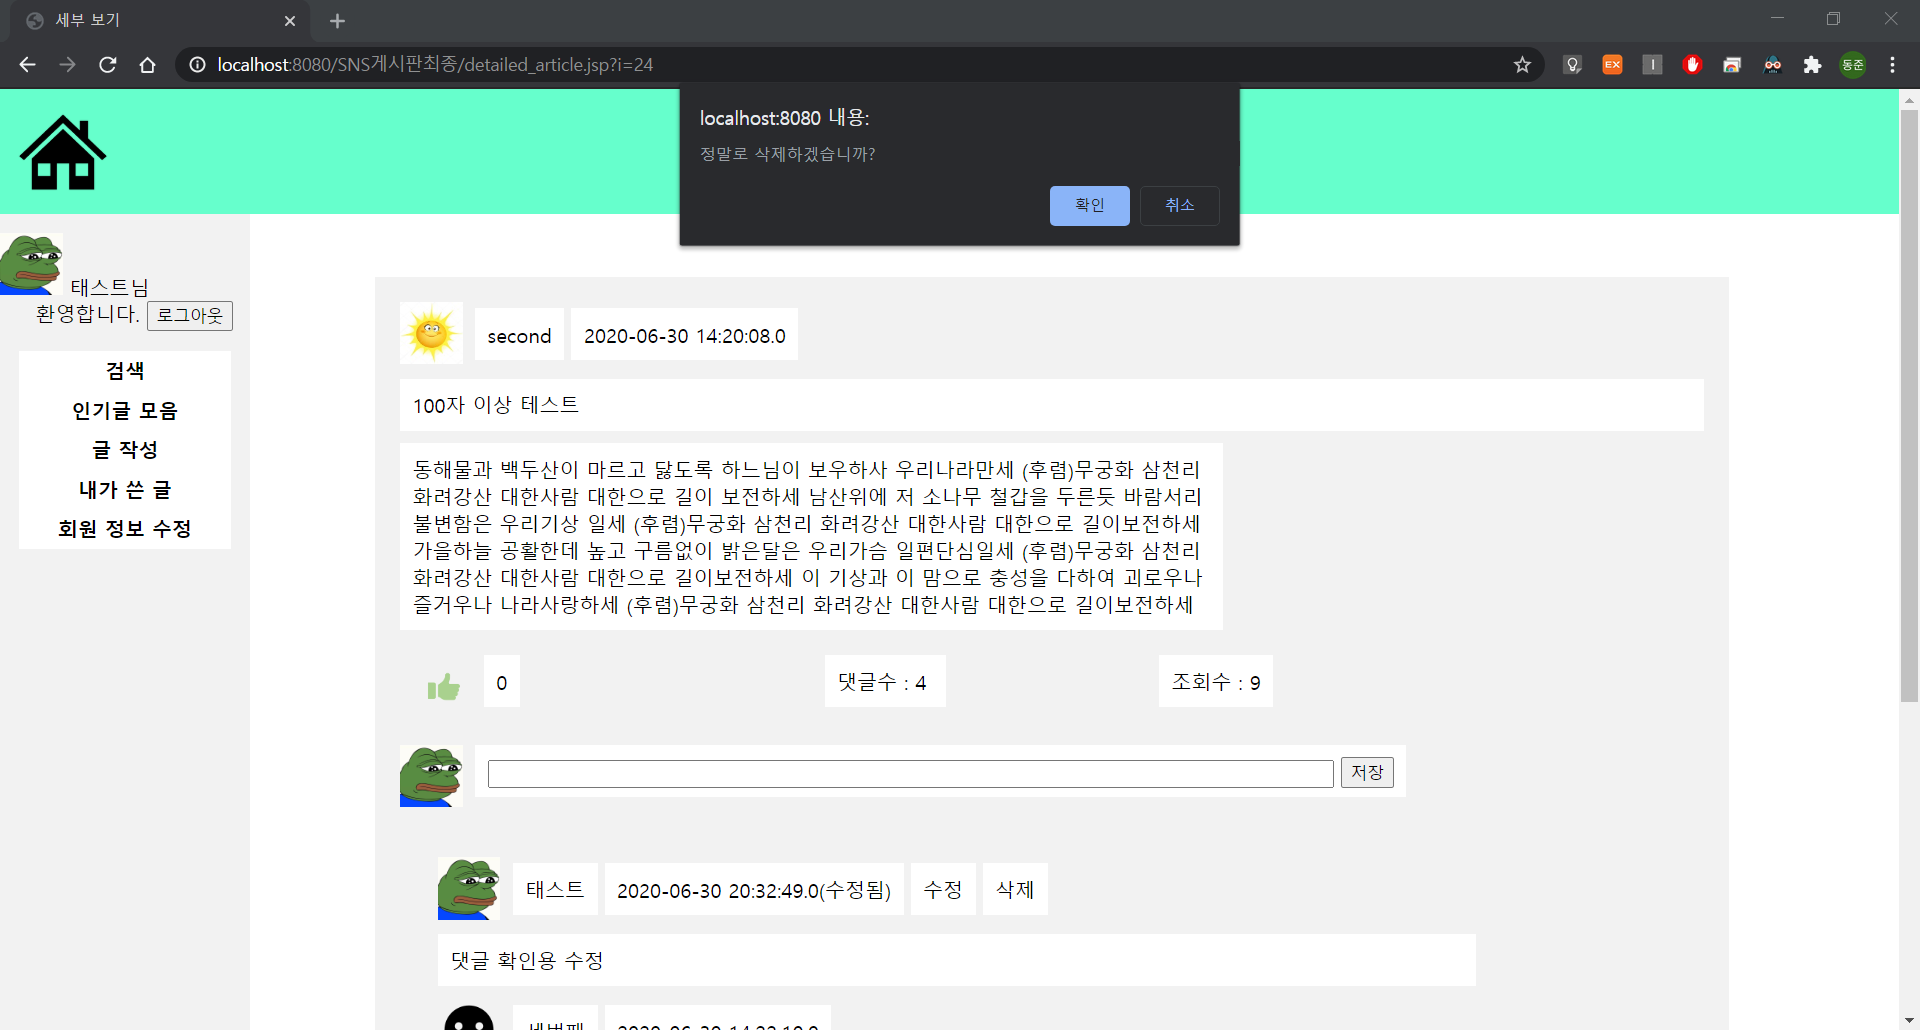 세부 보기
localhost:8080/SNS게시판최종/detailed_article.jsp?i=24
EX
동준
localhost:8080 내용:
정말로 삭제하겠습니까?
확인
취소
태스트님
환영합니다. 로그아웃
검색
인기글 모음
글 작성
내가 쓴 글
회원 정보 수정
second
2020-06-30 14:20:08.0
100자 이상 테스트
동해물과 백두산이 마르고 닳도록 하느님이 보우하사 우리나라만세 (후렴)무궁화 삼천리
화려강산 대한사람 대한으로 길이 보전하세 남산위에 저 소나무 철갑을 두른듯 바람서리
불변함은 우리기상 일세 (후렴)무궁화 삼천리 화려강산 대한사람 대한으로 길이보전하세
가을하늘 공활한데 높고 구름없이 밝은달은 우리가슴 일편단심일세 (후렴)무궁화 삼천리
화려강산 대한사람 대한으로 길이보전하세 이 기상과 이 맘으로 충성을 다하여 괴로우나
즐거우나 나라사랑하세 (후렴)무궁화 삼천리 화려강산 대한사람 대한으로 길이보전하세
0
댓글수 : 4
조회수 : 9
저장
태스트
2020-06-30 20:32:49.0(수정됨)
수정
삭제
댓글 확인용 수정